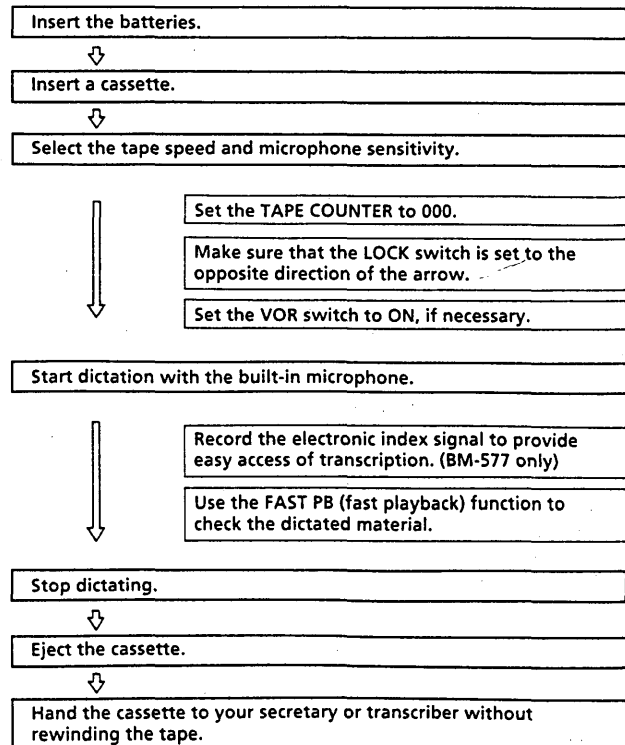 Insert the batteries.
Insert a cassette.
Select the tape speed and microphone sensitivity.
Set the TAPE COUNTER to 000.
Make sure that the LOCK switch is set to the
opposite direction of the arrow.
Set the VOR switch to ON, if necessary.
Start dictation with the built-in microphone.
Record the electronic index signal to provide
easy access of transcription. (BM-577 only)
Use the FAST PB (fast playback) function to
check the dictated material.
Stop dictating.
Eject the cassette.
Hand the cassette to your secretary or transcriber without
rewinding the tape.